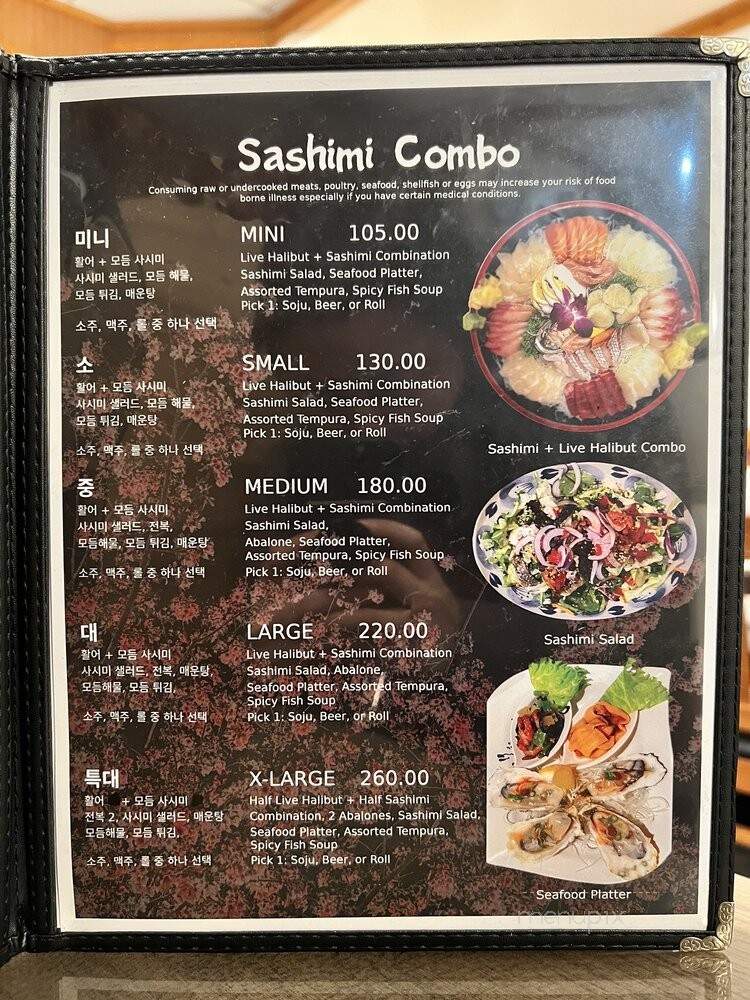 Sashimi Combo
Consuming raw or undercooked meats, poultry, seafood, shellfish or eggs may increase your risk of food
borne illness especially if you have certain medical conditions.
미니
활어 + 모듬 사시미
사시미 샐러드, 모듬 해물,
모듬 튀김, 매운탕
소주, 맥주, 롤 중 하나 선택
MINI 105.00
Live Halibut + Sashimi Combination
Sashimi Salad, Seafood Platter,
Assorted Tempura, Spicy Fish Soup
Pick 1: Soju, Beer, or Roll
소
활어 + 모듬 사시미
사시미 샐러드, 모듬 해물,
모듬 튀김, 매운탕
소주, 맥주, 롤 중 하나 선택
SMALL 130.00
Live Halibut + Sashimi Combination
Sashimi Salad, Seafood Platter,
Assorted Tempura, Spicy Fish Soup
Pick 1: Soju, Beer, or Roll
Sashimi + Live Halibut Combo
중
활어 + 모듬 사시미
사시미 샐러드, 전복,
모듬해물, 모듬 튀김, 매운탕
소주, 맥주, 롤 중 하나 선택
MEDIUM 180.00
Live Halibut + Sashimi Combination
Sashimi Salad,
Abalone, Seafood Platter,
Assorted Tempura, Spicy Fish Soup
Pick 1: Soju, Beer, or Roll
Sashimi Salad
대
활어 + 모듬 사시미
사시미 샐러드, 전복, 매운탕,
모듬해물, 모듬 튀김,
소주, 맥주, 롤 중 하나 선택
LARGE 220.00
Live Halibut + Sashimi Combination
Sashimi Salad, Abalone,
Seafood Platter, Assorted Tempura,
Spicy Fish Soup
Pick 1: Soju, Beer, or Roll
특대
활어 + 모듬 사시미
전복 2, 사시미 샐러드, 매운탕
모듬해물, 모듬 튀김,
소주, 맥주, 롤 중 하나 선택
X-LARGE 260.00
Half Live Halibut + Half Sashimi
Combination, 2 Abalones, Sashimi Salad,
Seafood Platter, Assorted Tempura,
Spicy Fish Soup
Pick 1: Soju, Beer, or Roll
Seafood Platter
menupix